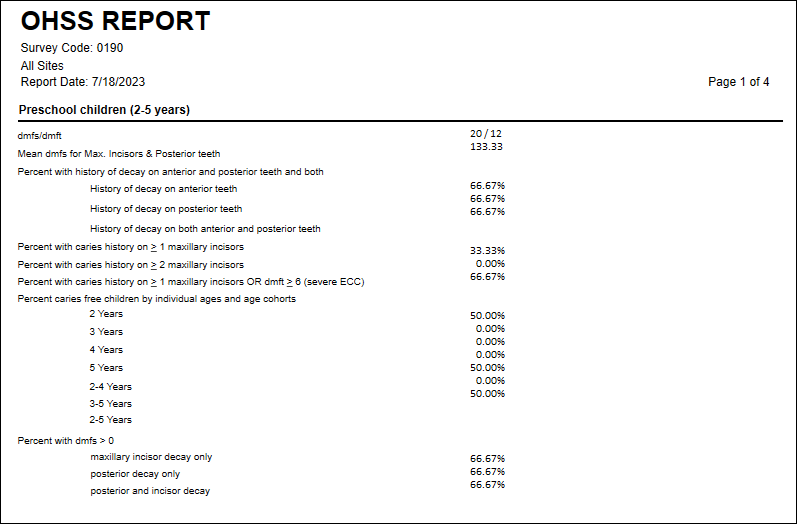 OHSS REPORT
Survey Code: 0190
All Sites
Report Date: 7/18/2023
Page 1 of 4
Preschool children (2-5 years)
dmfs/dmft 20 / 12
Mean dmfs for Max. Incisors & Posterior teeth 133.33
Percent with history of decay on anterior and posterior teeth and both
History of decay on anterior teeth 66.67%
History of decay on posterior teeth 66.67%
History of decay on both anterior and posterior teeth 66.67%
Percent with caries history on ≥ 1 maxillary incisors 33.33%
Percent with caries history on ≥ 2 maxillary incisors 0.00%
Percent with caries history on ≥ 1 maxillary incisors OR dmft ≥ 6 (severe ECC) 66.67%
Percent caries free children by individual ages and age cohorts
2 Years 50.00%
3 Years 0.00%
4 Years 0.00%
5 Years 0.00%
2-4 Years 50.00%
3-5 Years 0.00%
2-5 Years 50.00%
Percent with dmfs > 0
maxillary incisor decay only 66.67%
posterior decay only 66.67%
posterior and incisor decay 66.67%